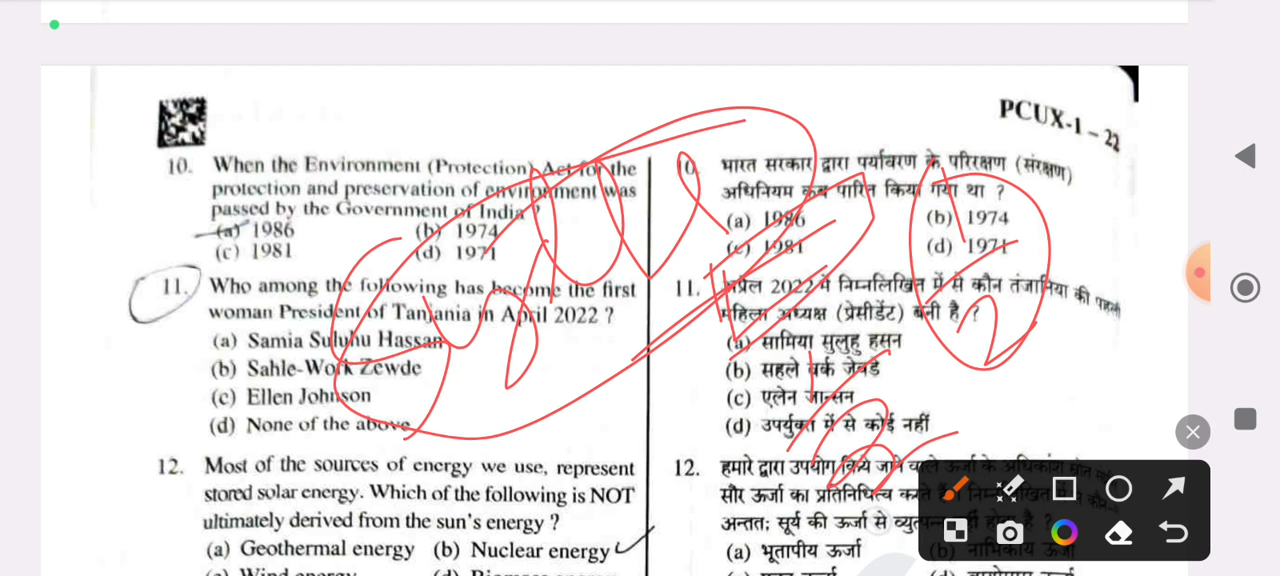 PCUX-1 – 22
10. When the Environment (Protection) Act for the
protection and preservation of environment was
passed by the Government of India ?
(a) 1986 (b) 1974
(c) 1981 (d) 1971
11. Who among the following has become the first
woman President of Tanjania in April 2022 ?
(a) Samia Suluhu Hassan
(b) Sahle-Work Zewde
(c) Ellen Johnson
(d) None of the above
12. Most of the sources of energy we use, represent
stored solar energy. Which of the following is NOT
ultimately derived from the sun's energy ?
(a) Geothermal energy (b) Nuclear energy
10. भारत सरकार द्वारा पर्यावरण के परिरक्षण (संरक्षण)
अधिनियम कब पारित किया गया था ?
(a) 1986 (b) 1974
(c) 1981 (d) 1971
11. अप्रैल 2022 में निम्नलिखित में से कौन तंजानिया की पहली
महिला अध्यक्ष (प्रेसीडेंट) बनी है ?
(a) सामिया सुलुहु हसन
(b) सहले वर्क जेवडे
(c) एलेन जान्सन
(d) उपर्युक्त में से कोई नहीं
12. हमारे द्वारा उपयोग किये जाने वाले ऊर्जा के अधिकांश स्रोत
सौर ऊर्जा का प्रतिनिधित्व करते
अन्ततः सूर्य की ऊर्जा से व्युत्पन्न नहीं होता है ?
(a) भूतापीय ऊर्जा (b) नाभिकीय ऊर्जा